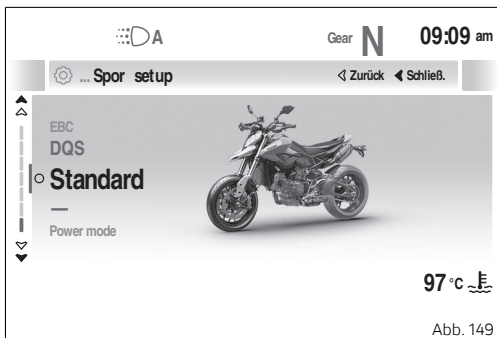 A Gear N 09:09 am
... Spor setup Zurück Schließ.
EBC
DQS
Standard
—
Power mode
97 °C
Abb. 149